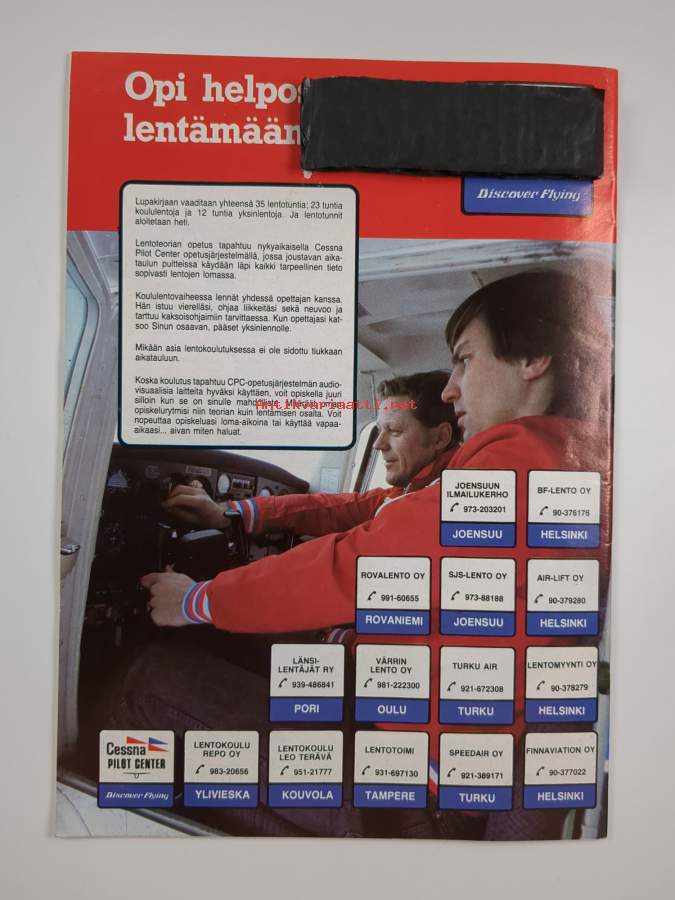 Opi helpos
lentämään
Discover Flying
Lupakirjaan vaaditaan yhteensä 35 lentotuntia; 23 tuntia
koululentoja ja 12 tuntia yksinlentoja. Ja lentotunnit
aloitetaan heti.
Lentoteorian opetus tapahtuu nykyaikaisella Cessna
Pilot Center opetusjärjestelmällä, jossa joustavan aika-
taulun puitteissa käydään läpi kaikki tarpeellinen tieto
sopivasti lentojen lomassa.
Koululentovaiheessa lennät yhdessä opettajan kanssa.
Hän istuu vierelläsi, ohjaa liikkeitäsi sekä neuvoo ja
tarttuu kaksoisohjaimiin tarvittaessa. Kun opettajasi kat-
soo Sinun osaavan, pääset yksinlennolle.
Mikään asia lentokoulutuksessa ei ole sidottu tiukkaan
aikatauluun.
Koska koulutus tapahtuu CPC-opetusjärjestelmän audio-
visuaalisia laitteita hyväksi käyttäen, voit opiskella juuri
silloin kun se on sinulle mahdollista. Määräät oman
opiskelurytmisi niin teorian kuin lentämisen osalta. Voit
nopeuttaa opiskeluasi loma-aikoina tai käyttää vapaa-
aikaasi... aivan miten haluat.
Antikvariaatti.net
JOENSUUN
ILMAILUKERHO
973-203201
JOENSUU
BF-LENTO OY
90-376176
HELSINKI
ROVALENTO OY
991-60655
ROVANIEMI
SJS-LENTO OY
973-88188
JOENSUU
AIR-LIFT OY
90-379280
HELSINKI
LÄNSI-
LENTÄJÄT RY
939-486841
PORI
VÄRRIN
LENTO OY
981-222300
OULU
TURKU AIR
921-672308
TURKU
LENTOMYYNTI OY
90-378279
HELSINKI
Cessna
PILOT CENTER
Discover Flying
LENTOKOULU
REPO OY
983-20656
YLIVIESKA
LENTOKOULU
LEO TERÄVÄ
951-21777
KOUVOLA
LENTOTOIMI
931-697130
TAMPERE
SPEEDAIR OY
921-389171
TURKU
FINNAVIATION OY
90-377022
HELSINKI